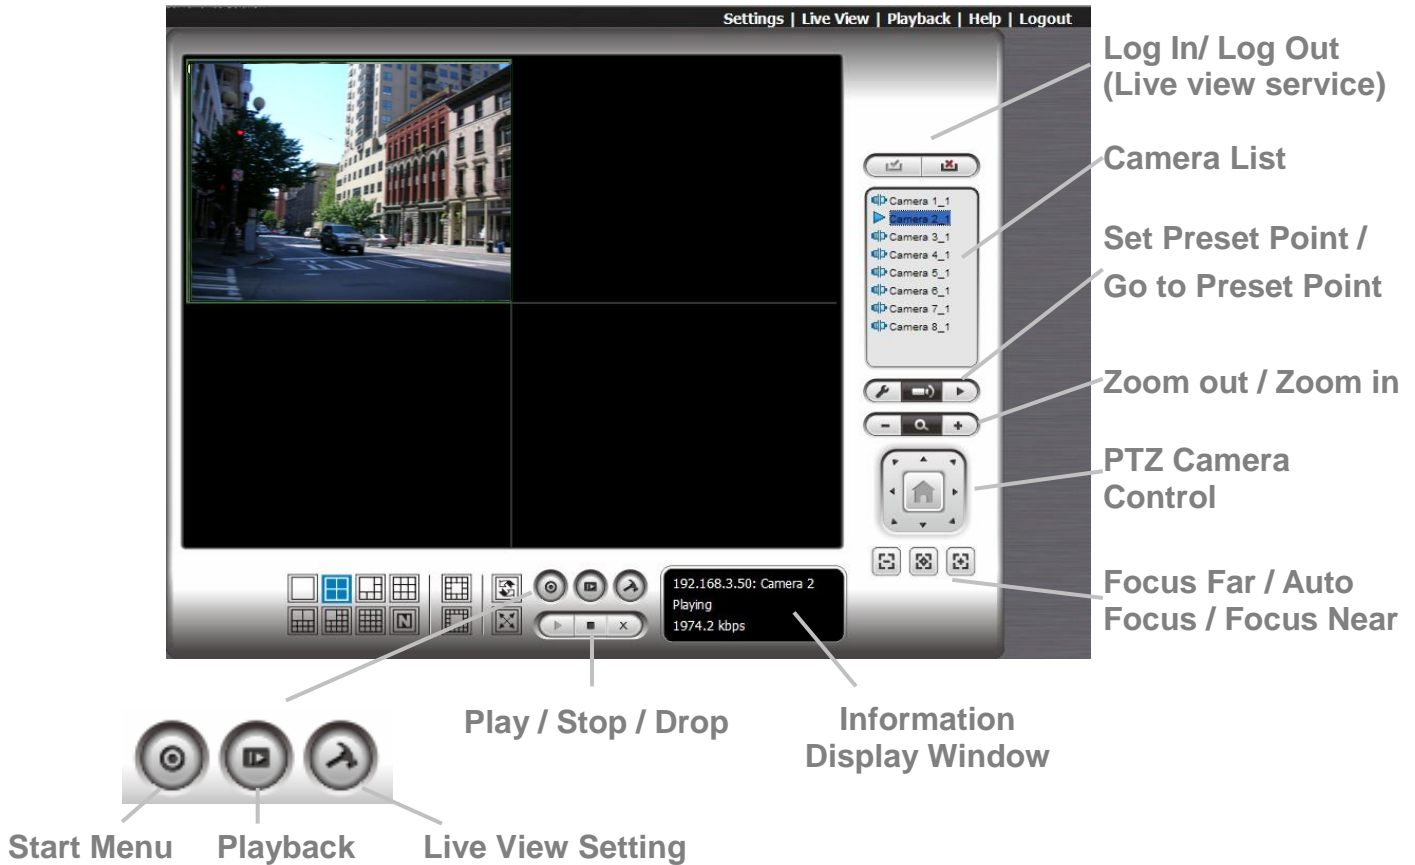 Settings | Live View | Playback | Help | Logout
Log In/ Log Out
(Live view service)
Camera List
Camera 1_1
Camera 2_1
Camera 3_1
Camera 4_1
Camera 5_1
Camera 6_1
Camera 7_1
Camera 8_1
Set Preset Point /
Go to Preset Point
Zoom out / Zoom in
PTZ Camera
Control
Focus Far / Auto
Focus / Focus Near
N
192.168.3.50: Camera 2
Playing
1974.2 kbps
X
Play / Stop / Drop
Information
Display Window
Start Menu
Playback
Live View Setting